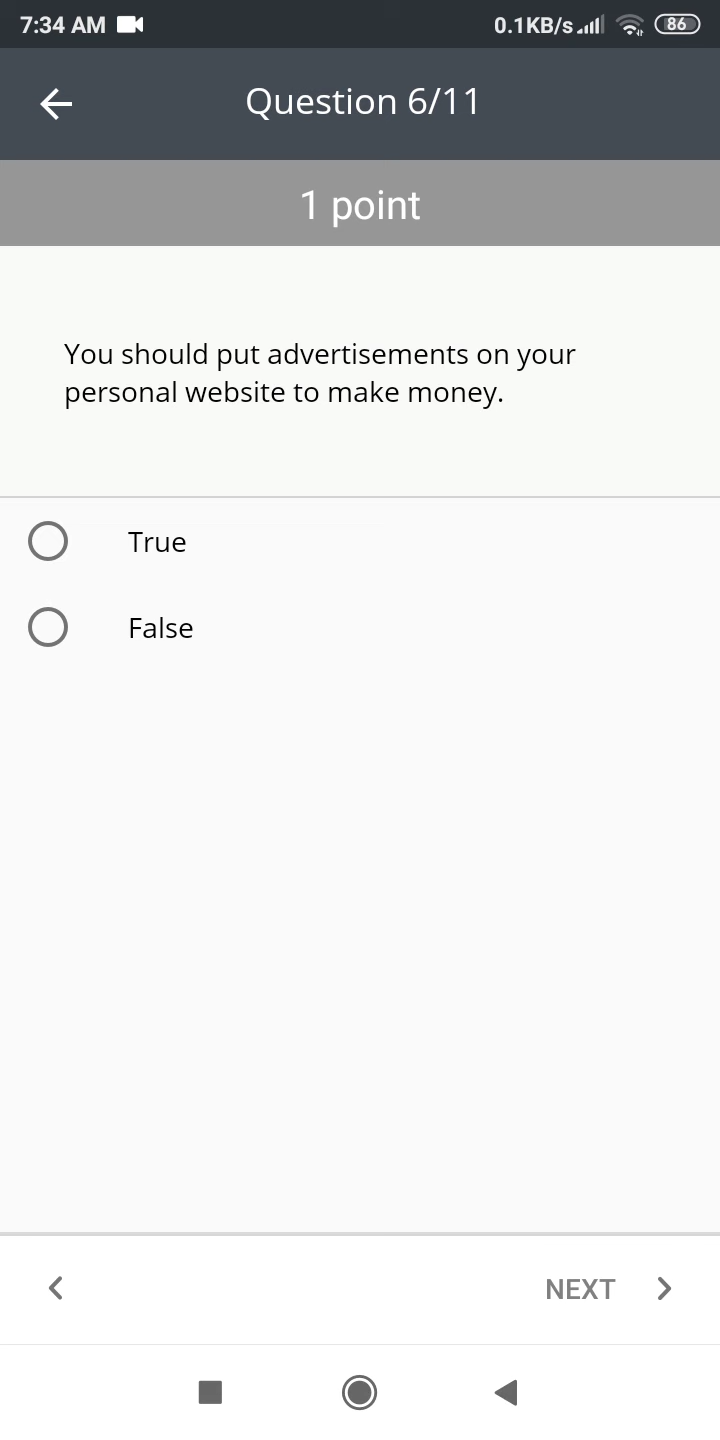 7:34 AM 0.1KB/s 86
Question 6/11
1 point
You should put advertisements on your
personal website to make money.
True
False
NEXT